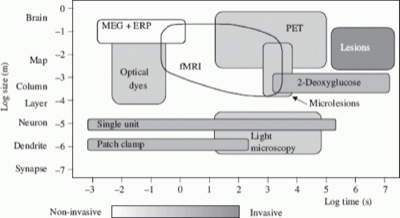 Brain
Map
Column
Layer
Neuron
Dendrite
Synapse
Log size (m)
0
−1
−2
−3
−4
−5
−6
−7
MEG + ERP
PET
Lesions
fMRI
Optical
dyes
2-Deoxyglucose
Microlesions
Single unit
Light
microscopy
Patch clamp
−3
−2
−1
0
1
2
3
4
5
6
7
Log time (s)
Non-invasive
Invasive